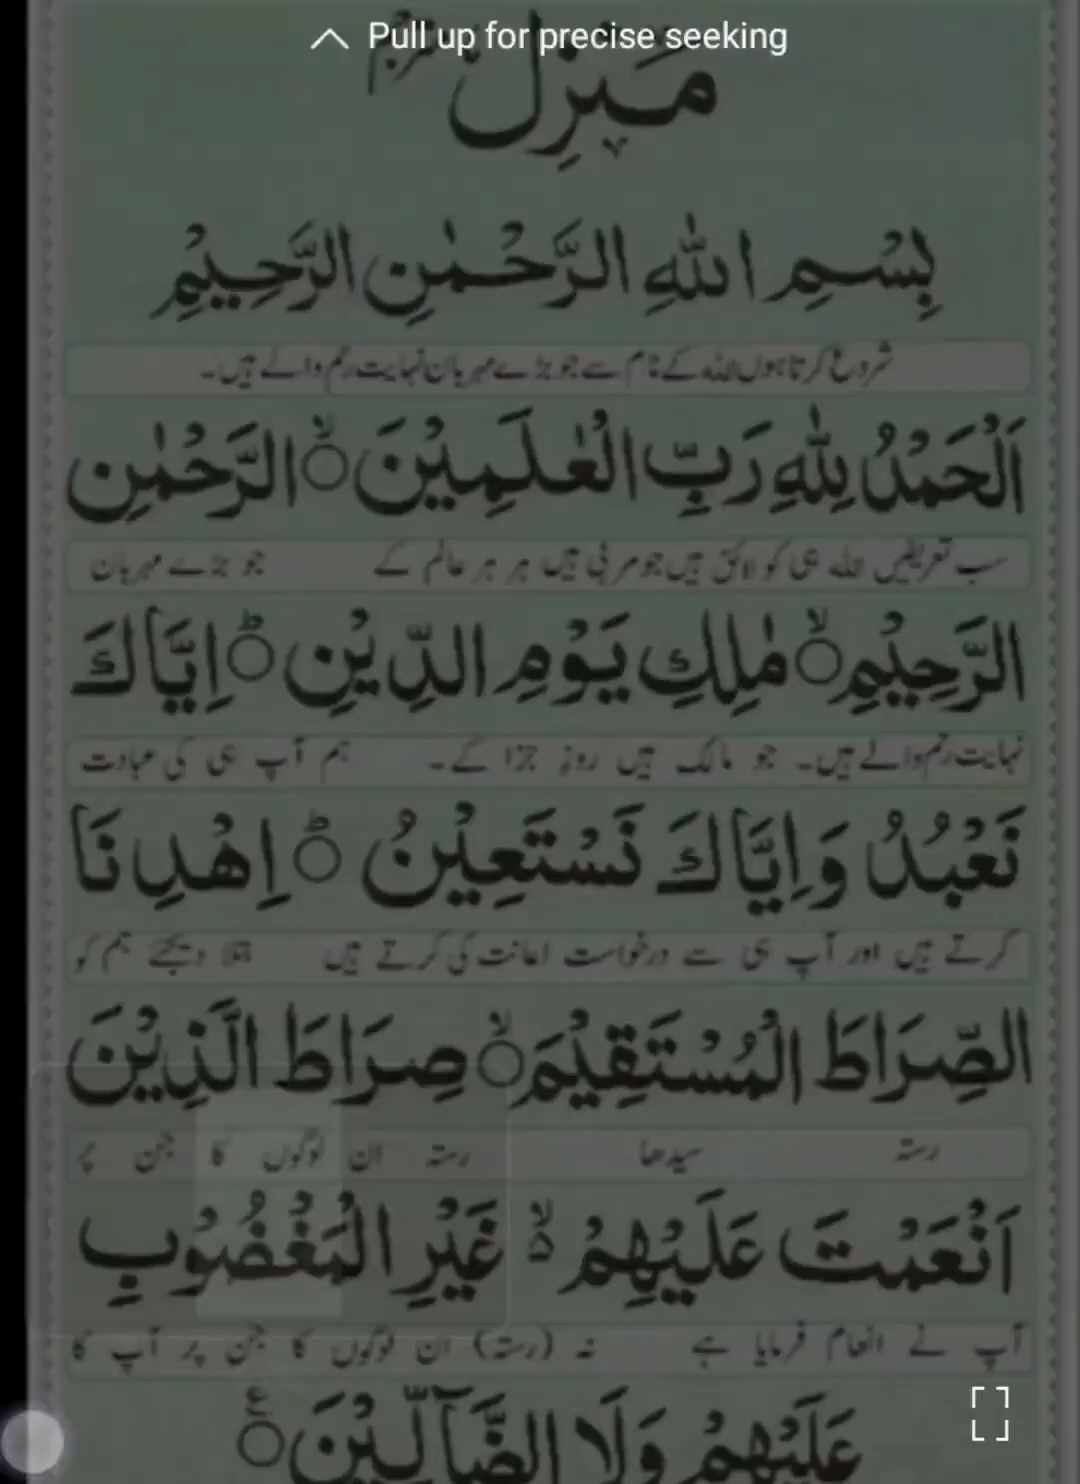 Pull up for precise seeking
منزل مترجم
بِسْمِ اللهِ الرَّحْمٰنِ الرَّحِيْمِ
شروع کرتا ہوں اللہ کے نام سے جو بڑے مہربان نہایت رحم والے ہیں۔
اَلْحَمْدُ لِلّٰهِ رَبِّ الْعٰلَمِيْنَ ۙ الرَّحْمٰنِ
سب تعریفیں اللہ ہی کو لائق ہیں جو مربی ہیں ہر ہر عالم کے جو بڑے مہربان
الرَّحِيْمِ ۙ مٰلِكِ يَوْمِ الدِّيْنِ ؕ اِيَّاكَ
نہایت رحم والے ہیں۔ جو مالک ہیں روز جزا کے۔ ہم آپ ہی کی عبادت
نَعْبُدُ وَاِيَّاكَ نَسْتَعِيْنُ ؕ اِهْدِنَا
کرتے ہیں اور آپ ہی سے درخواست اعانت کی کرتے ہیں بتلا دیجئے ہم کو
الصِّرَاطَ الْمُسْتَقِيْمَ ۙ صِرَاطَ الَّذِيْنَ
رستہ سیدھا رستہ ان لوگوں کا جن پر
اَنْعَمْتَ عَلَيْهِمْ ۙ۬ غَيْرِ الْمَغْضُوْبِ
آپ نے انعام فرمایا ہے نہ (رستہ) ان لوگوں کا جن پر آپ کا
عَلَيْهِمْ وَلَا الضَّآلِّيْنَ